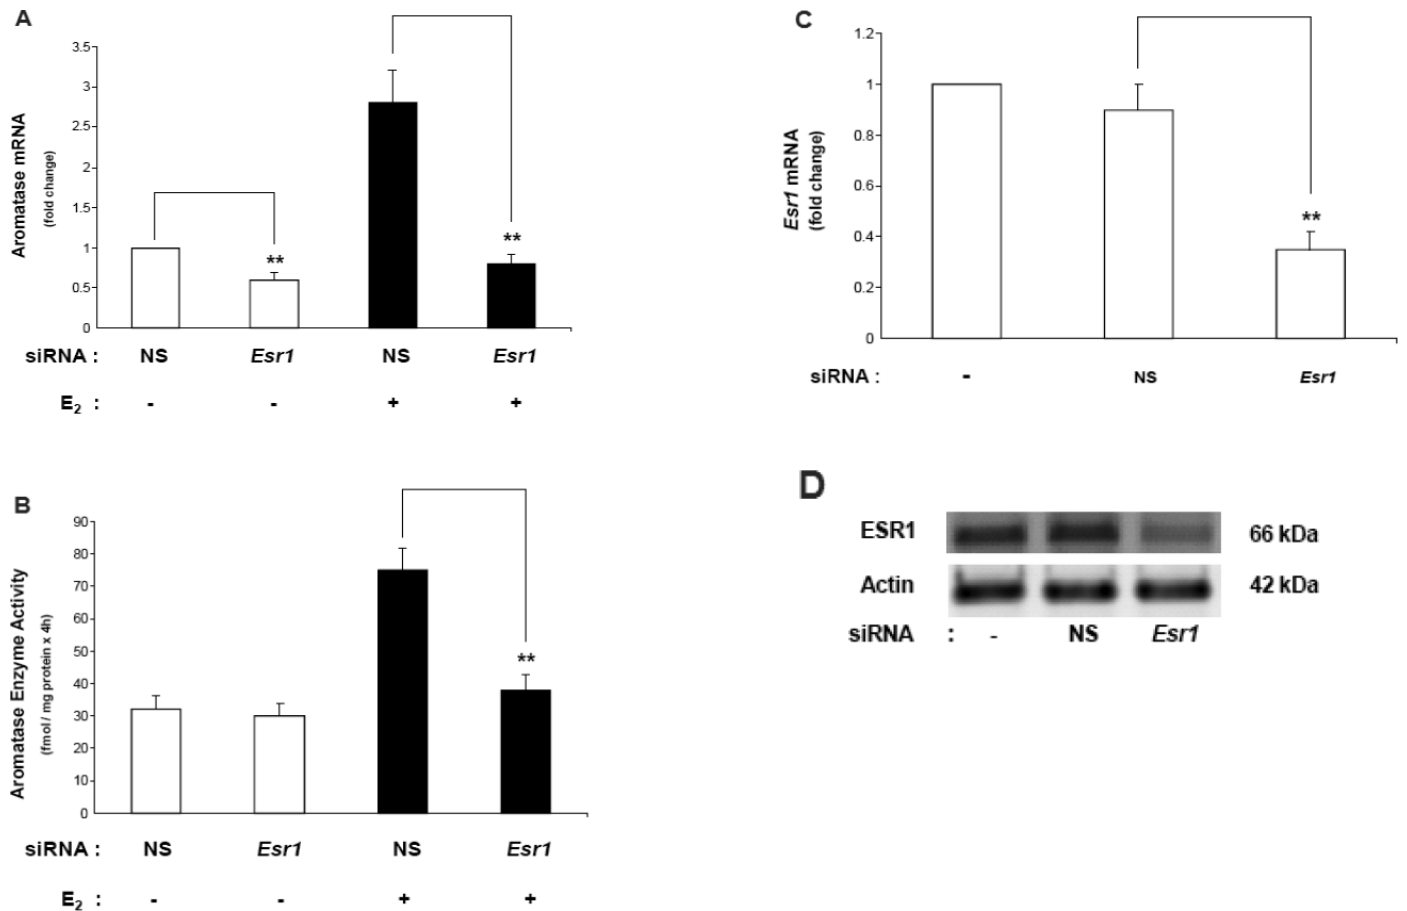 A
Aromatase mRNA
(fold change)
3.5
3
2.5
2
1.5
1
0.5
0
**
**
siRNA : NS Esr1 NS Esr1
E2 : - - + +
B
Aromatase Enzyme Activity
(fmol / mg protein x 4h)
90
80
70
60
50
40
30
20
10
0
**
siRNA : NS Esr1 NS Esr1
E2 : - - + +
C
Esr1 mRNA
(fold change)
1.2
1
0.8
0.6
0.4
0.2
0
**
siRNA : - NS Esr1
D
ESR1 66 kDa
Actin 42 kDa
siRNA : - NS Esr1